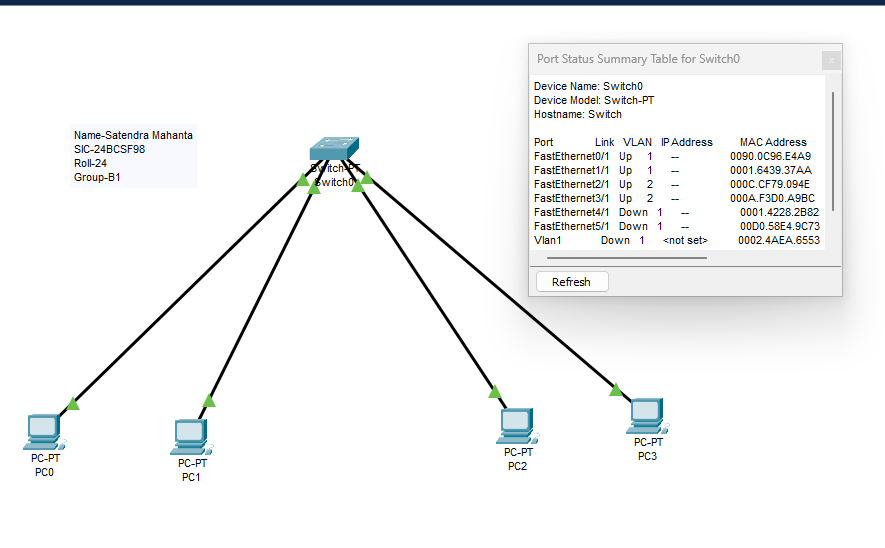 Port Status Summary Table for Switch0
Device Name: Switch0
Device Model: Switch-PT
Hostname: Switch
Port Link VLAN IP Address MAC Address
FastEthernet0/1 Up 1 -- 0090.0C96.E4A9
FastEthernet1/1 Up 1 -- 0001.6439.37AA
FastEthernet2/1 Up 2 -- 000C.CF79.094E
FastEthernet3/1 Up 2 -- 000A.F3D0.A9BC
FastEthernet4/1 Down 1 -- 0001.4228.2B82
FastEthernet5/1 Down 1 -- 00D0.58E4.9C73
Vlan1 Down 1 <not set> 0002.4AEA.6553
Refresh
Name-Satendra Mahanta
SIC-24BCSF98
Roll-24
Group-B1
Switch-PT
Switch0
PC-PT
PC0
PC-PT
PC1
PC-PT
PC2
PC-PT
PC3